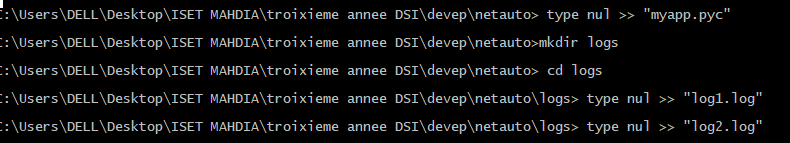 C:\Users\DELL\Desktop\ISET MAHDIA\troixieme annee DSI\devep\netauto> type nul >> "myapp.pyc"
C:\Users\DELL\Desktop\ISET MAHDIA\troixieme annee DSI\devep\netauto>mkdir logs
C:\Users\DELL\Desktop\ISET MAHDIA\troixieme annee DSI\devep\netauto> cd logs
C:\Users\DELL\Desktop\ISET MAHDIA\troixieme annee DSI\devep\netauto\logs> type nul >> "log1.log"
C:\Users\DELL\Desktop\ISET MAHDIA\troixieme annee DSI\devep\netauto\logs> type nul >> "log2.log"